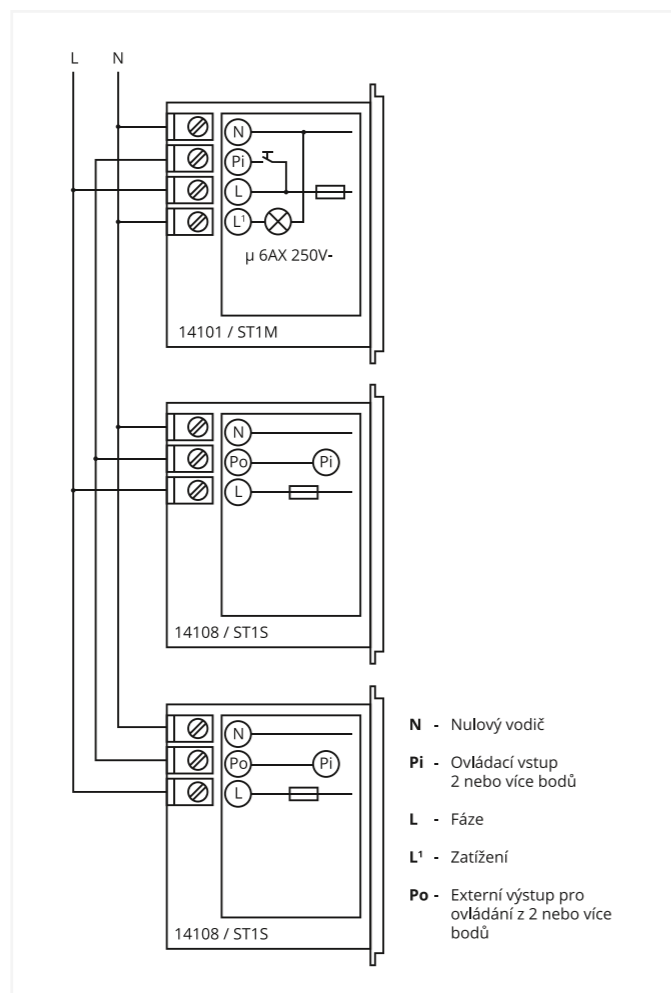 L N
N
Pi
L
L¹
µ 6AX 250V-
14101 / ST1M
N
Po Pi
L
14108 / ST1S
N
Po Pi
L
14108 / ST1S
N - Nulový vodič
Pi - Ovládací vstup
2 nebo více bodů
L - Fáze
L¹ - Zatížení
Po - Externí výstup pro
ovládání z 2 nebo více
bodů